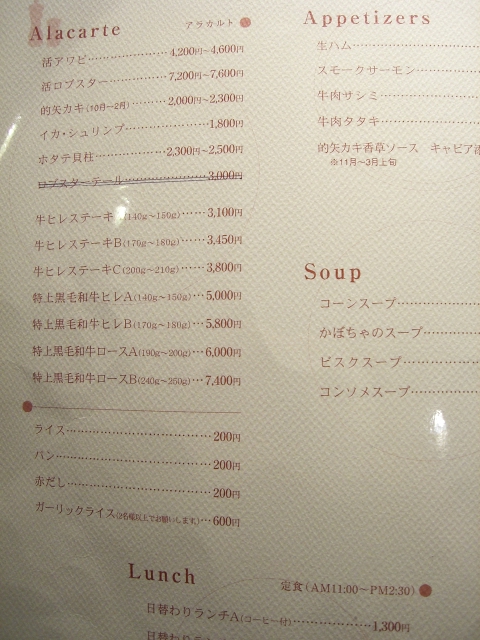 Alacarte アラカルト
活アワビ 4,200円~4,600円
活ロブスター 7,200円~7,600円
的矢カキ(10月~2月) 2,000円~2,300円
イカ・シュリンプ 1,800円
ホタテ貝柱 2,300円~2,500円
ロブスターテール 3,000円
牛ヒレステーキA(140g~150g) 3,100円
牛ヒレステーキB(170g~180g) 3,450円
牛ヒレステーキC(200g~210g) 3,800円
特上黒毛和牛ヒレA(140g~150g) 5,000円
特上黒毛和牛ヒレB(170g~180g) 5,800円
特上黒毛和牛ロースA(190g~200g) 6,000円
特上黒毛和牛ロースB(240g~250g) 7,400円
ライス 200円
パン 200円
赤だし 200円
ガーリックライス(2名様以上でお願いします。) 600円
Appetizers
生ハム
スモークサーモン
牛肉サシミ
牛肉タタキ
的矢カキ香草ソース キャビア
※11月~3月上旬
Soup
コーンスープ
かぼちゃのスープ
ビスクスープ
コンソメスープ
Lunch 定食(AM11:00~PM2:30)
日替わりランチA(コーヒー付) 1,300円